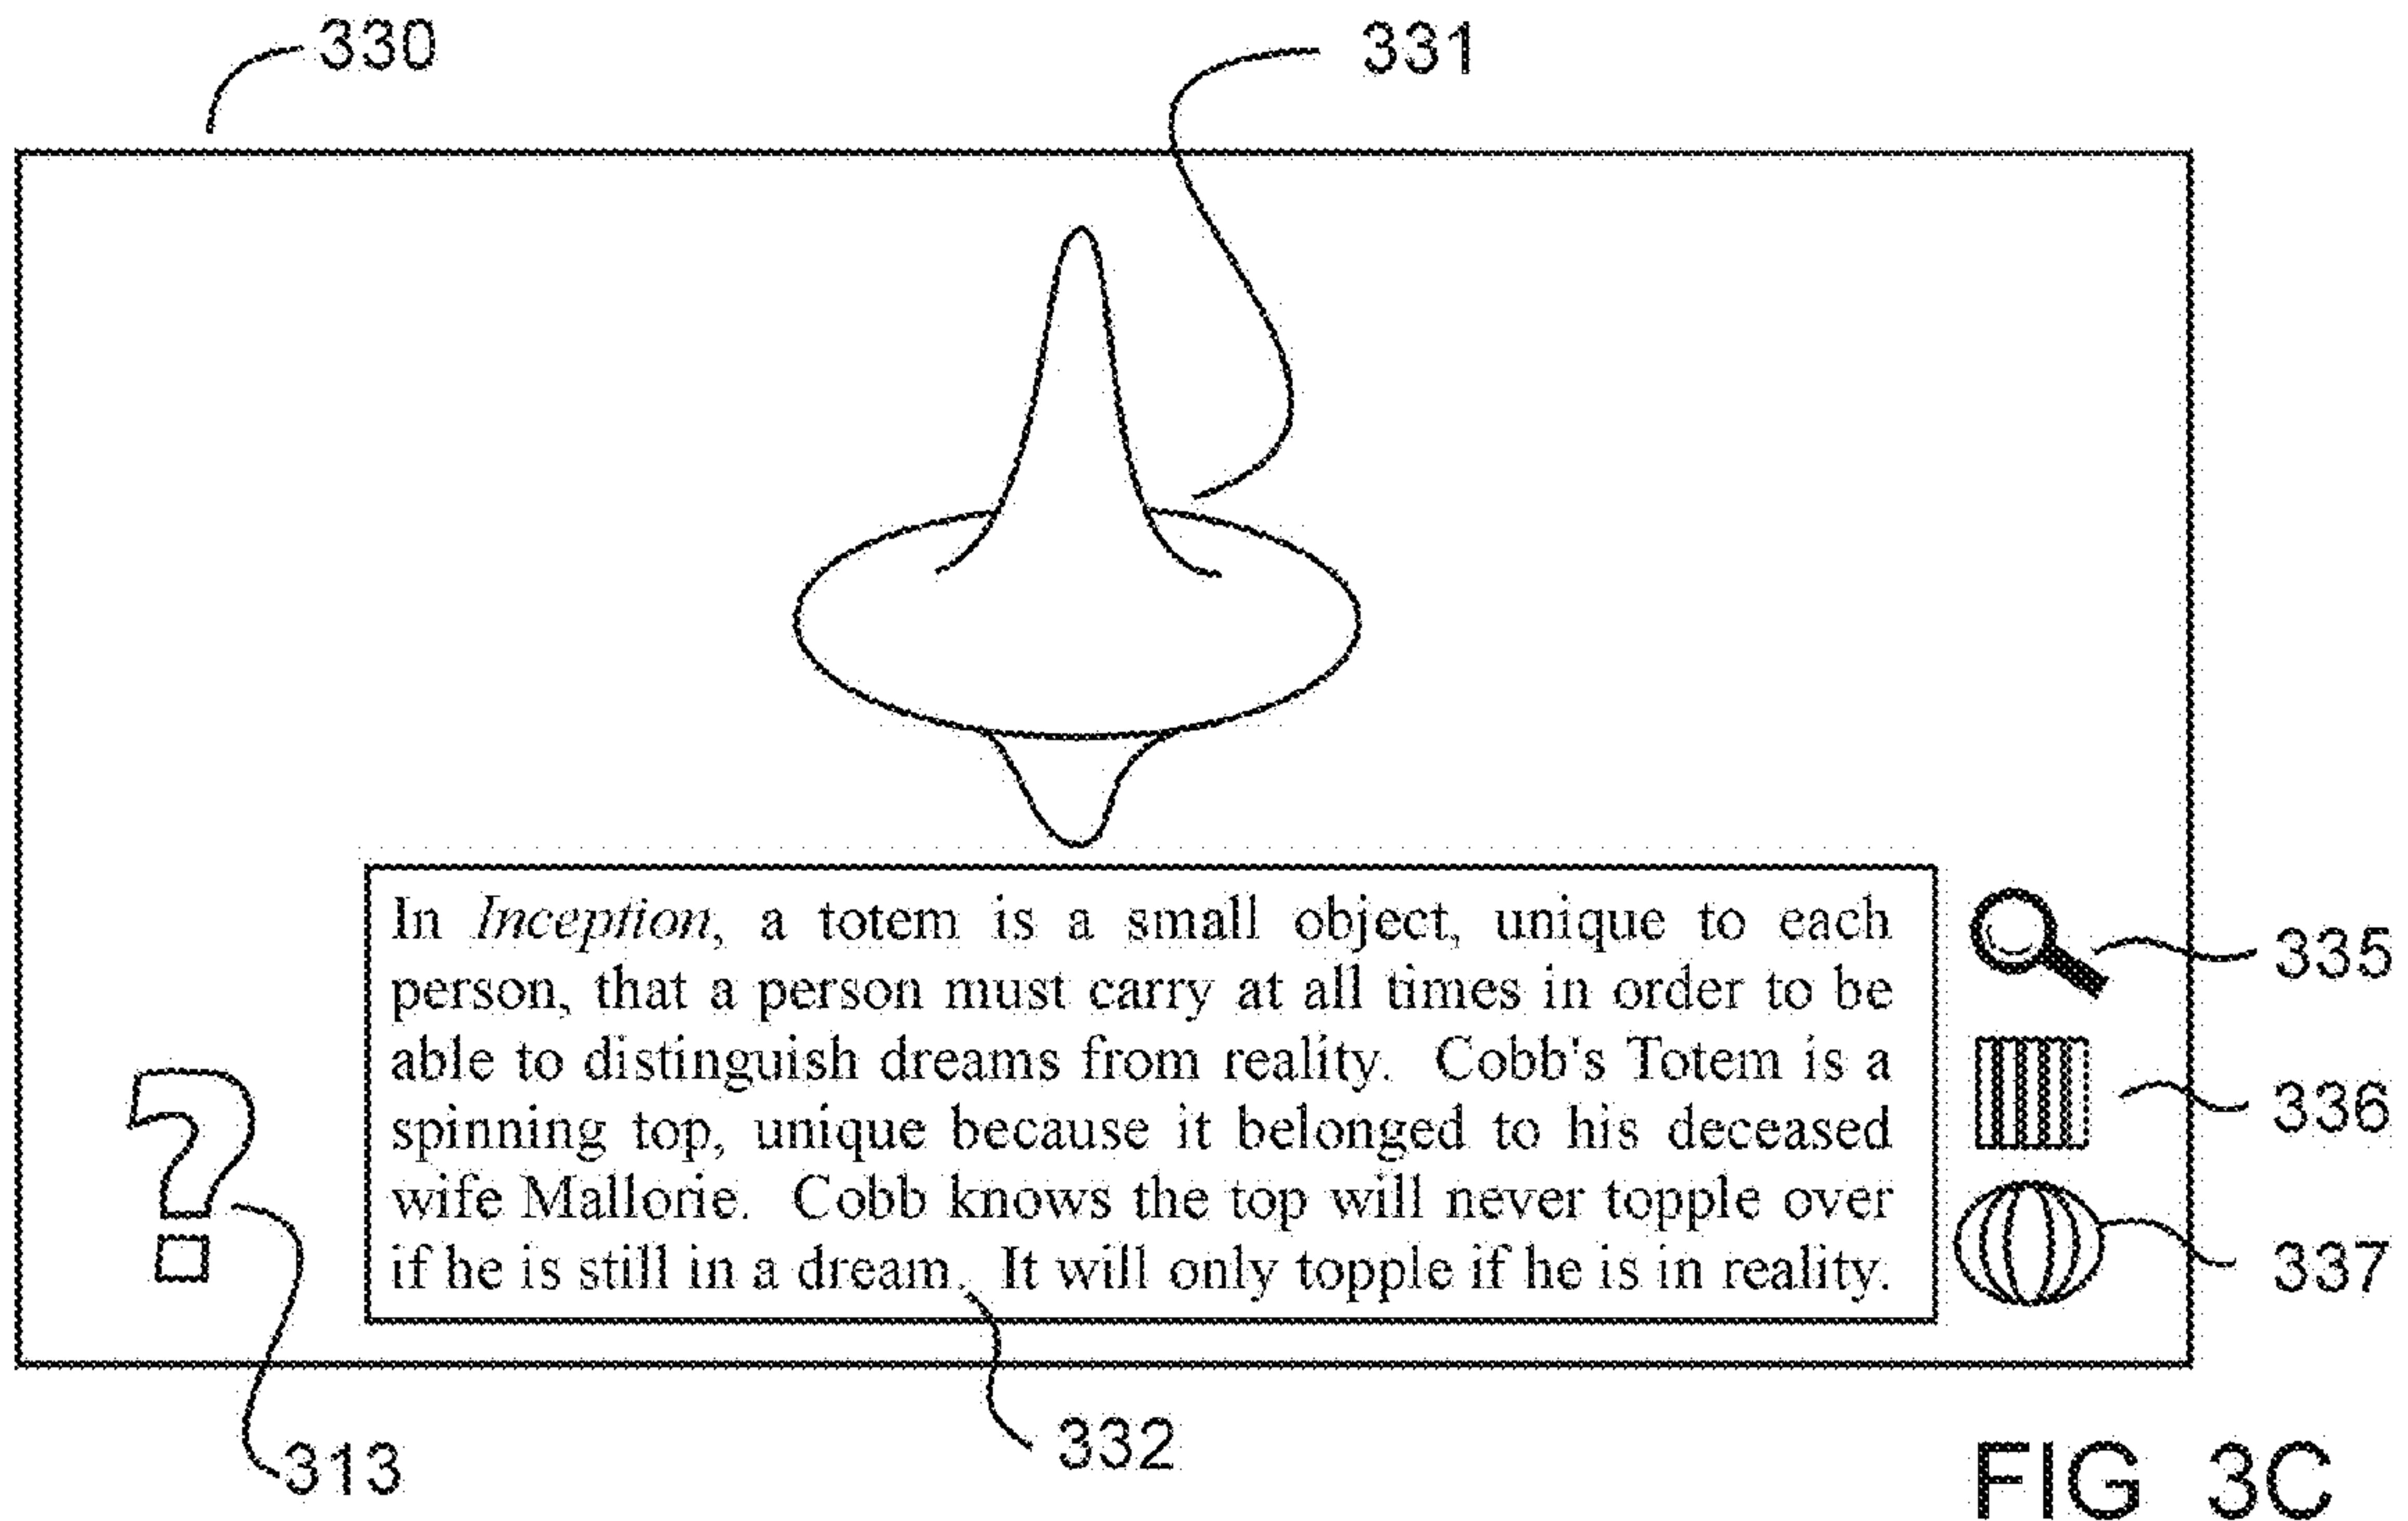 330
331
In Inception, a totem is a small object, unique to each
person, that a person must carry at all times in order to be
able to distinguish dreams from reality. Cobb's Totem is a
spinning top, unique because it belonged to his deceased
wife Mallorie. Cobb knows the top will never topple over
if he is still in a dream. It will only topple if he is in reality.
?
335
336
337
313
332
FIG 3C